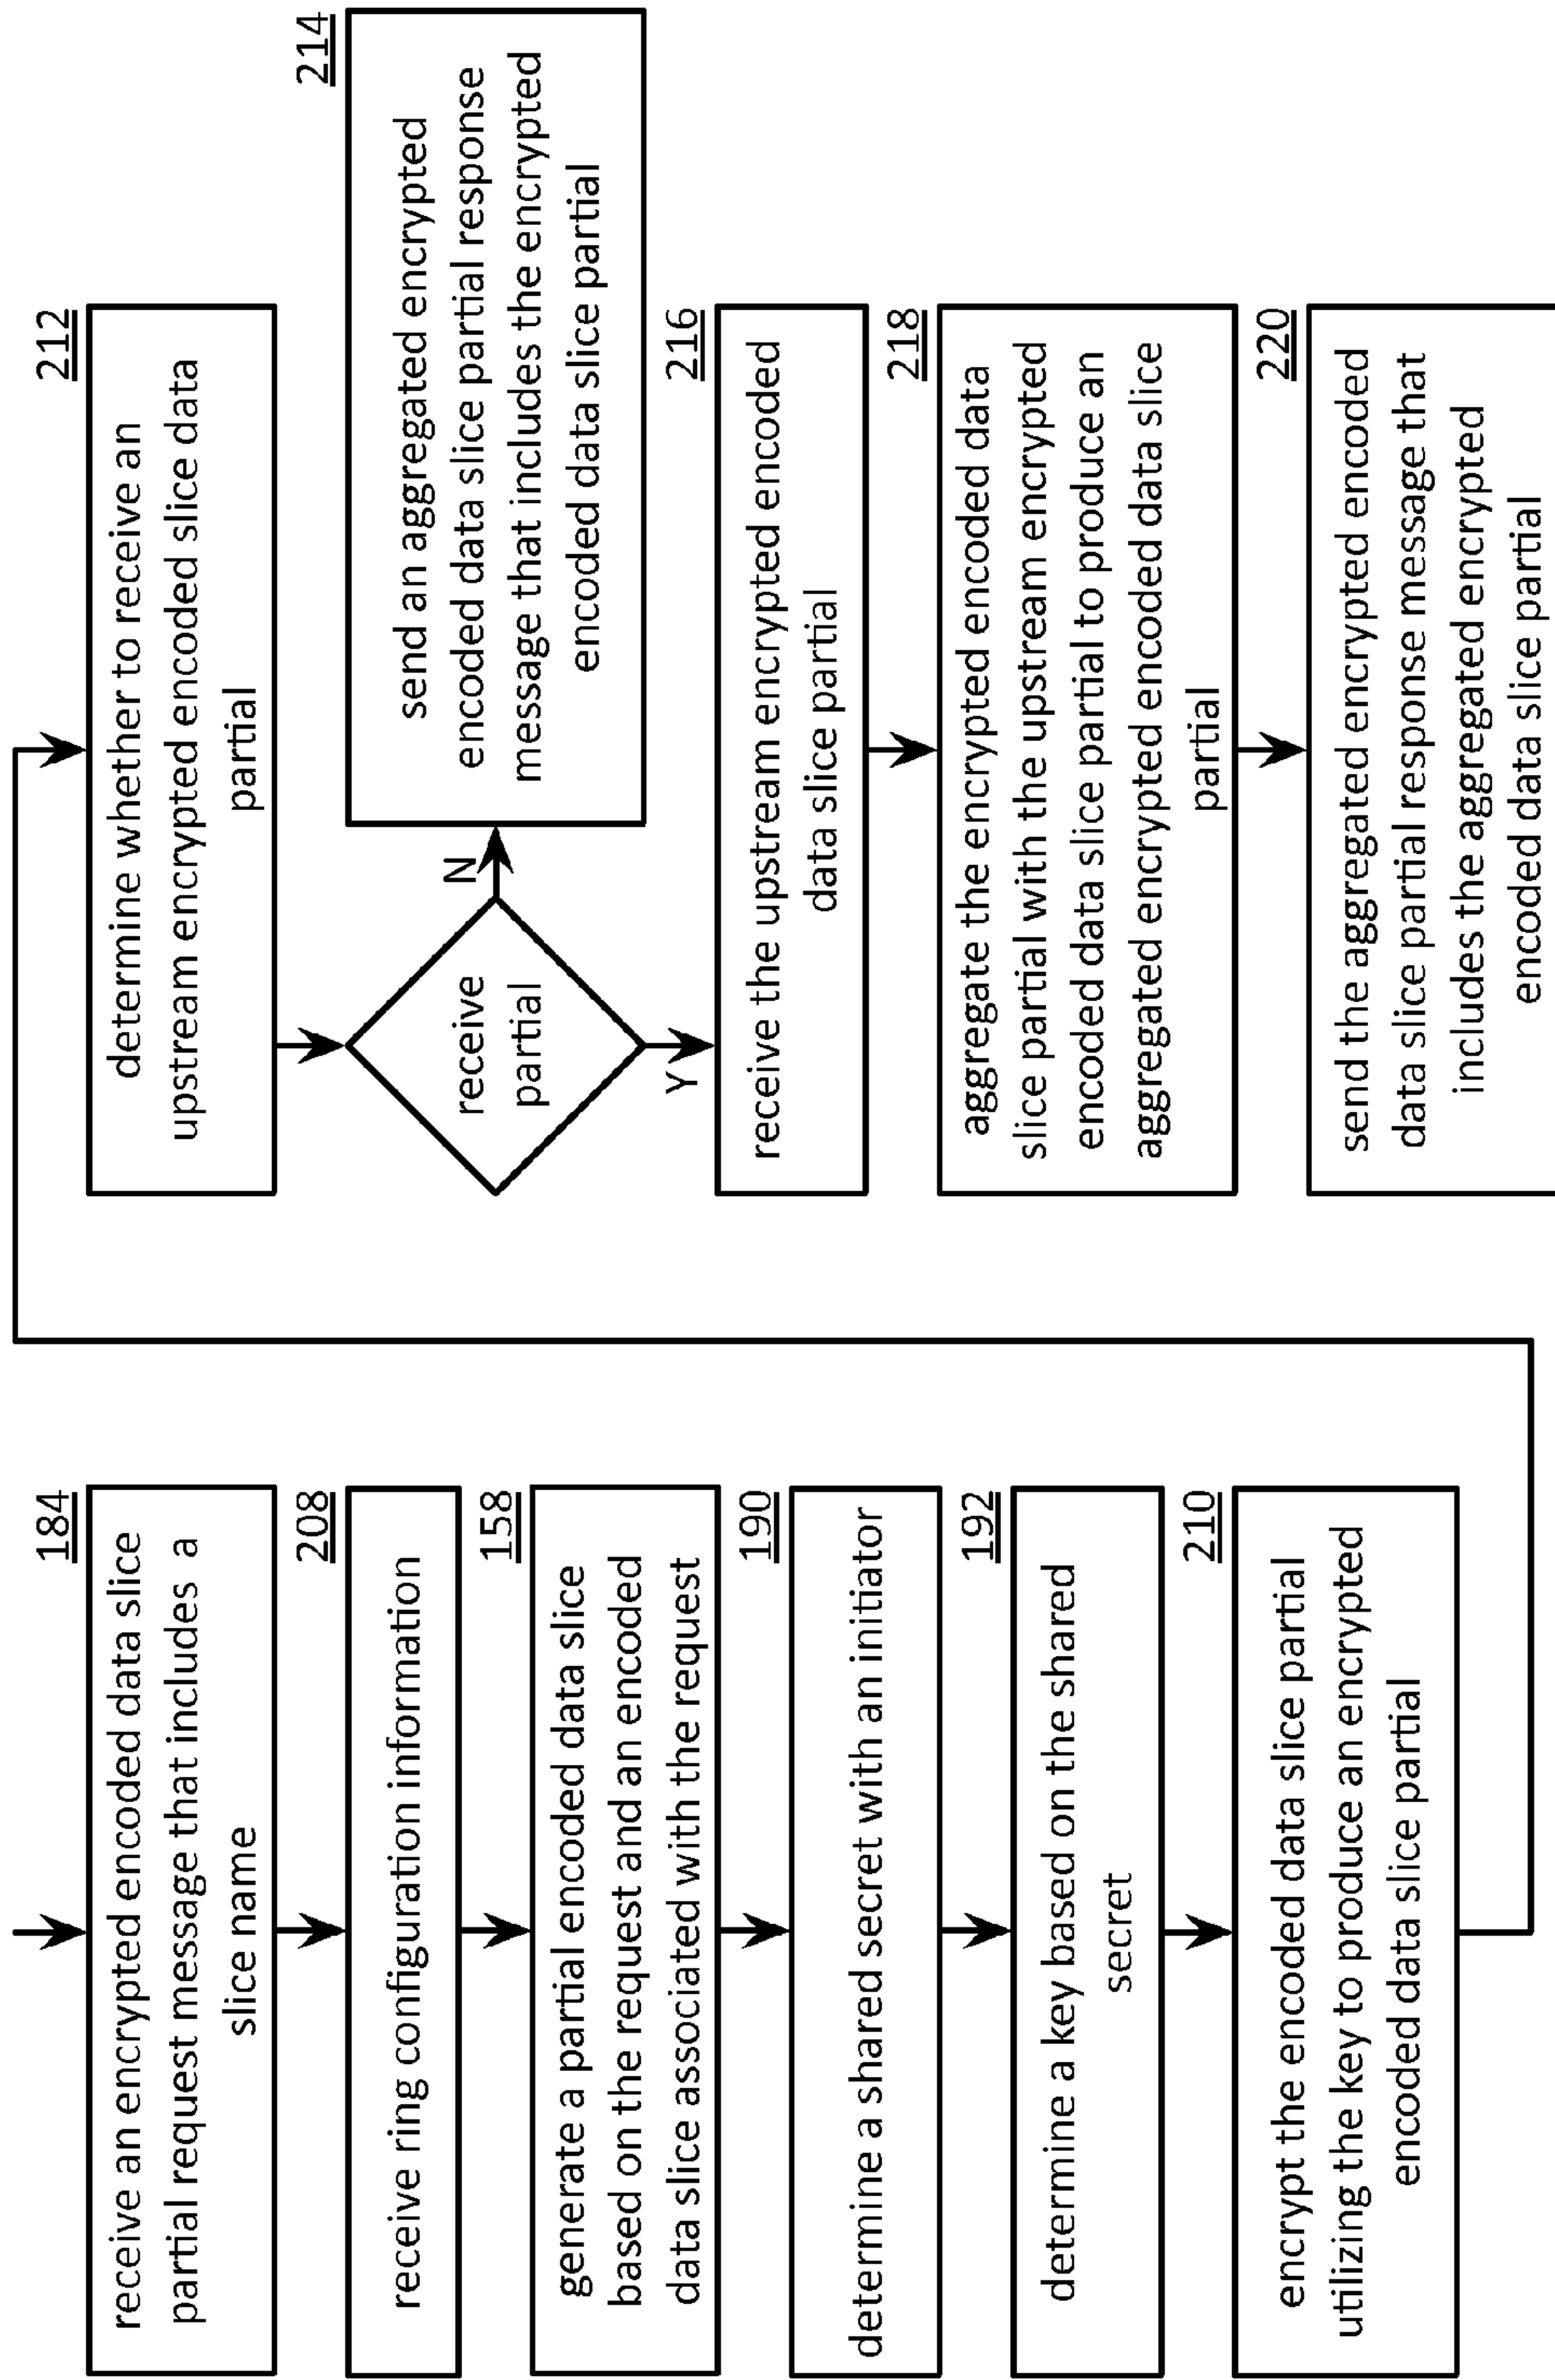 184
receive an encrypted encoded data slice
partial request message that includes a
slice name
208
receive ring configuration information
158
generate a partial encoded data slice
based on the request and an encoded
data slice associated with the request
190
determine a shared secret with an initiator
192
determine a key based on the shared
secret
210
encrypt the encoded data slice partial
utilizing the key to produce an encrypted
encoded data slice partial
212
determine whether to receive an
upstream encrypted encoded slice data
partial
receive
partial
N
Y
214
send an aggregated encrypted
encoded data slice partial response
message that includes the encrypted
encoded data slice partial
216
receive the upstream encrypted encoded
data slice partial
218
aggregate the encrypted encoded data
slice partial with the upstream encrypted
encoded data slice partial to produce an
aggregated encrypted encoded data slice
partial
220
send the aggregated encrypted encoded
data slice partial response message that
includes the aggregated encrypted
encoded data slice partial